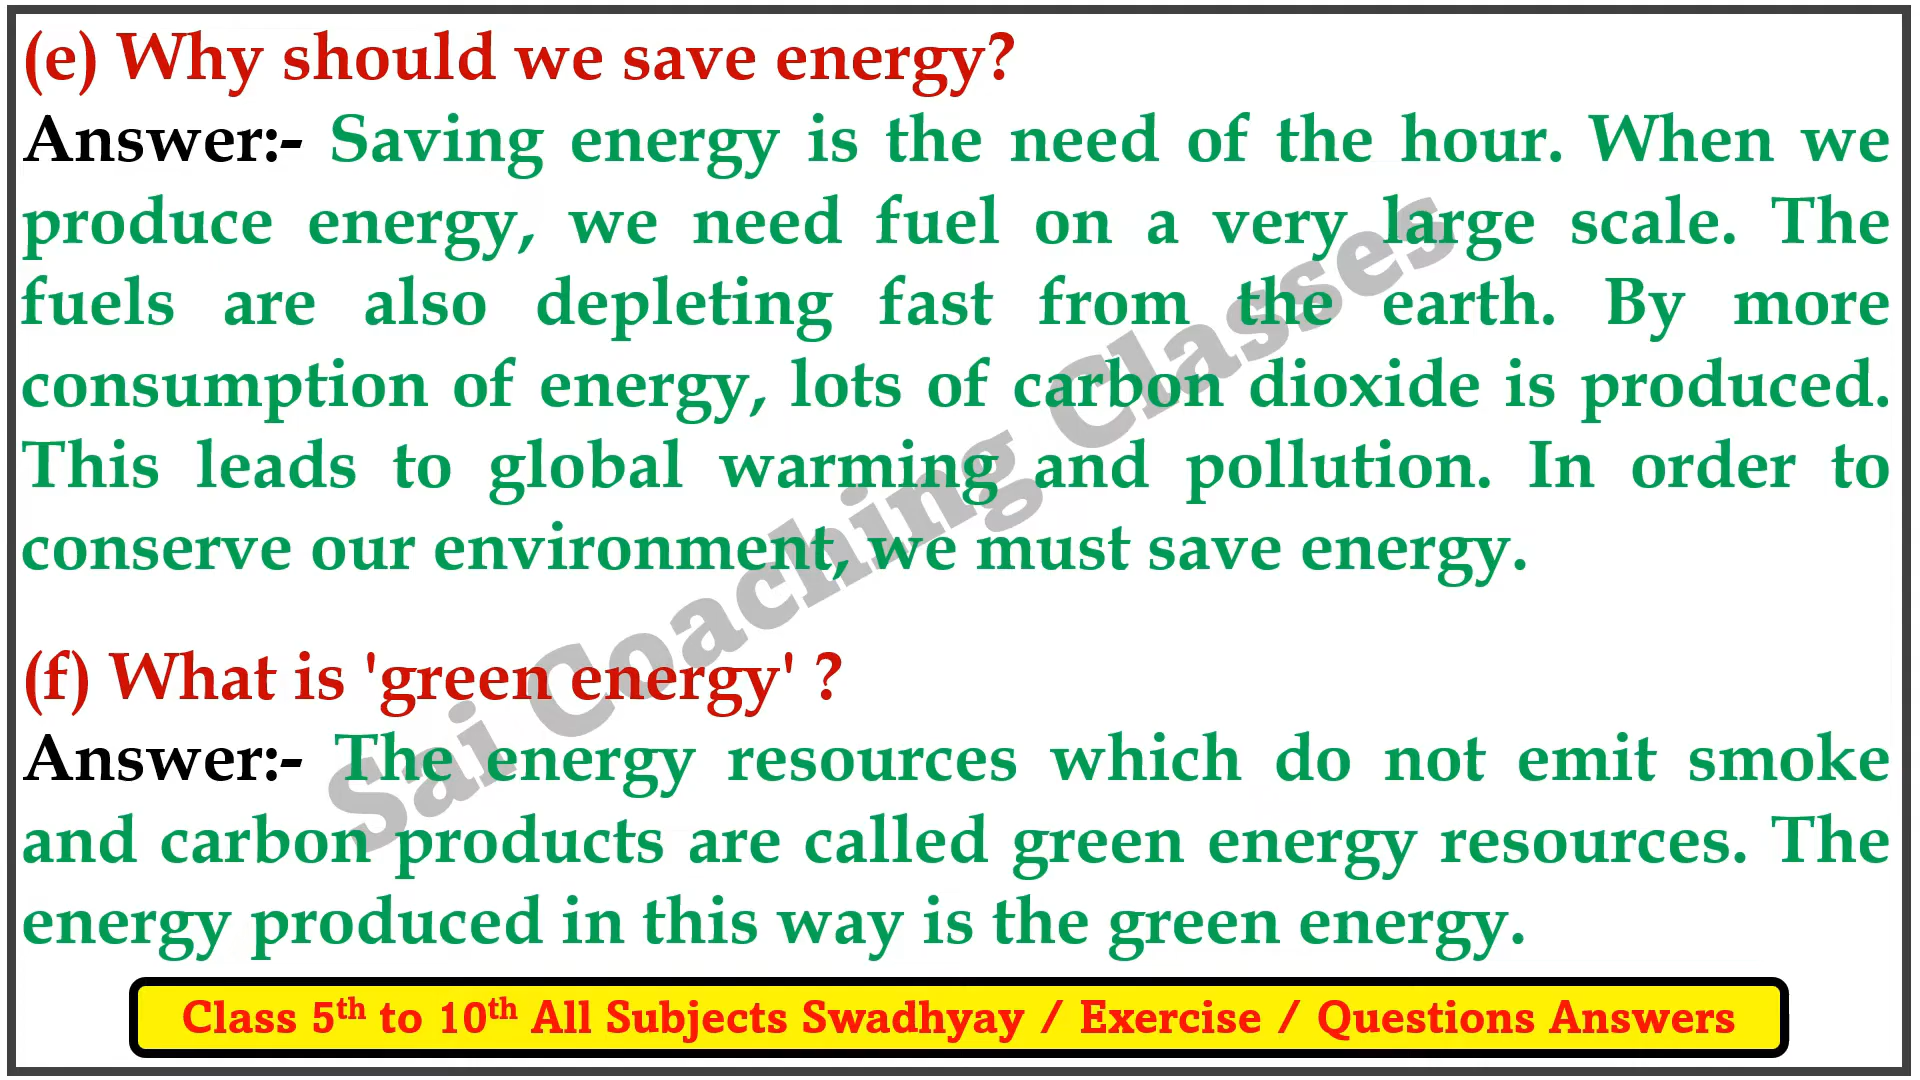 (e) Why should we save energy?
Answer:- Saving energy is the need of the hour. When we
produce energy, we need fuel on a very large scale. The
fuels are also depleting fast from the earth. By more
consumption of energy, lots of carbon dioxide is produced.
This leads to global warming and pollution. In order to
conserve our environment, we must save energy.
(f) What is 'green energy' ?
Answer:- The energy resources which do not emit smoke
and carbon products are called green energy resources. The
energy produced in this way is the green energy.
Sai Coaching Classes
Class 5th to 10th All Subjects Swadhyay / Exercise / Questions Answers